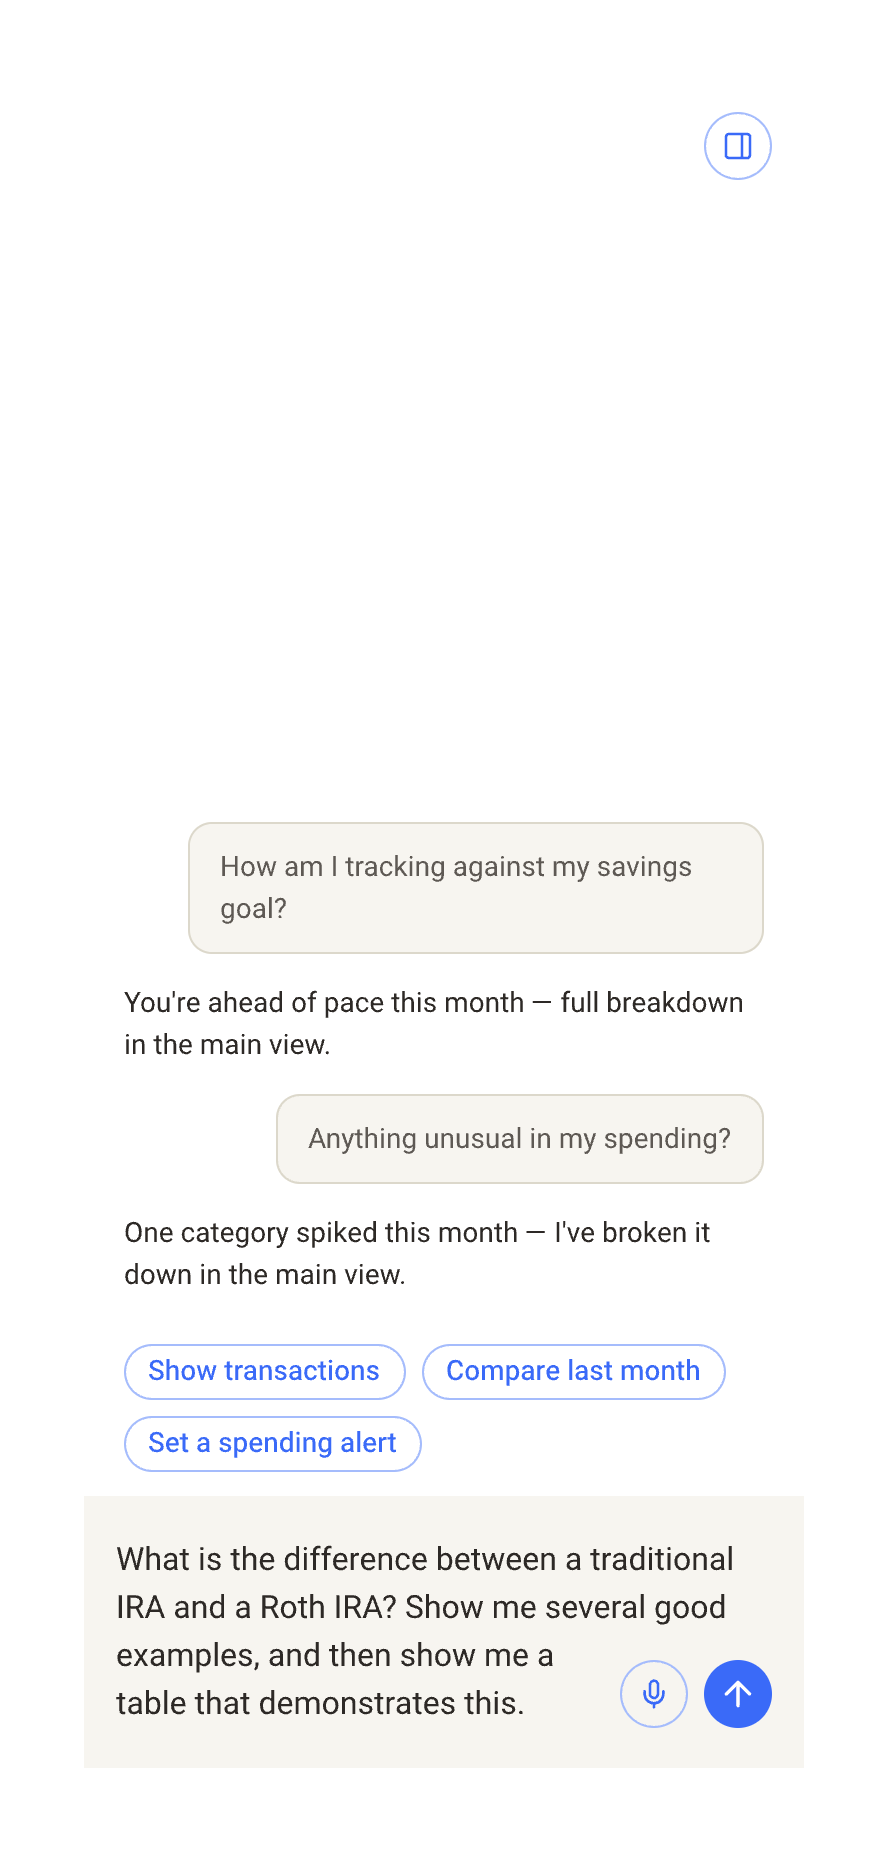 How am I tracking against my savings
goal?
You're ahead of pace this month — full breakdown
in the main view.
Anything unusual in my spending?
One category spiked this month — I've broken it
down in the main view.
Show transactions
Compare last month
Set a spending alert
What is the difference between a traditional
IRA and a Roth IRA? Show me several good
examples, and then show me a
table that demonstrates this.